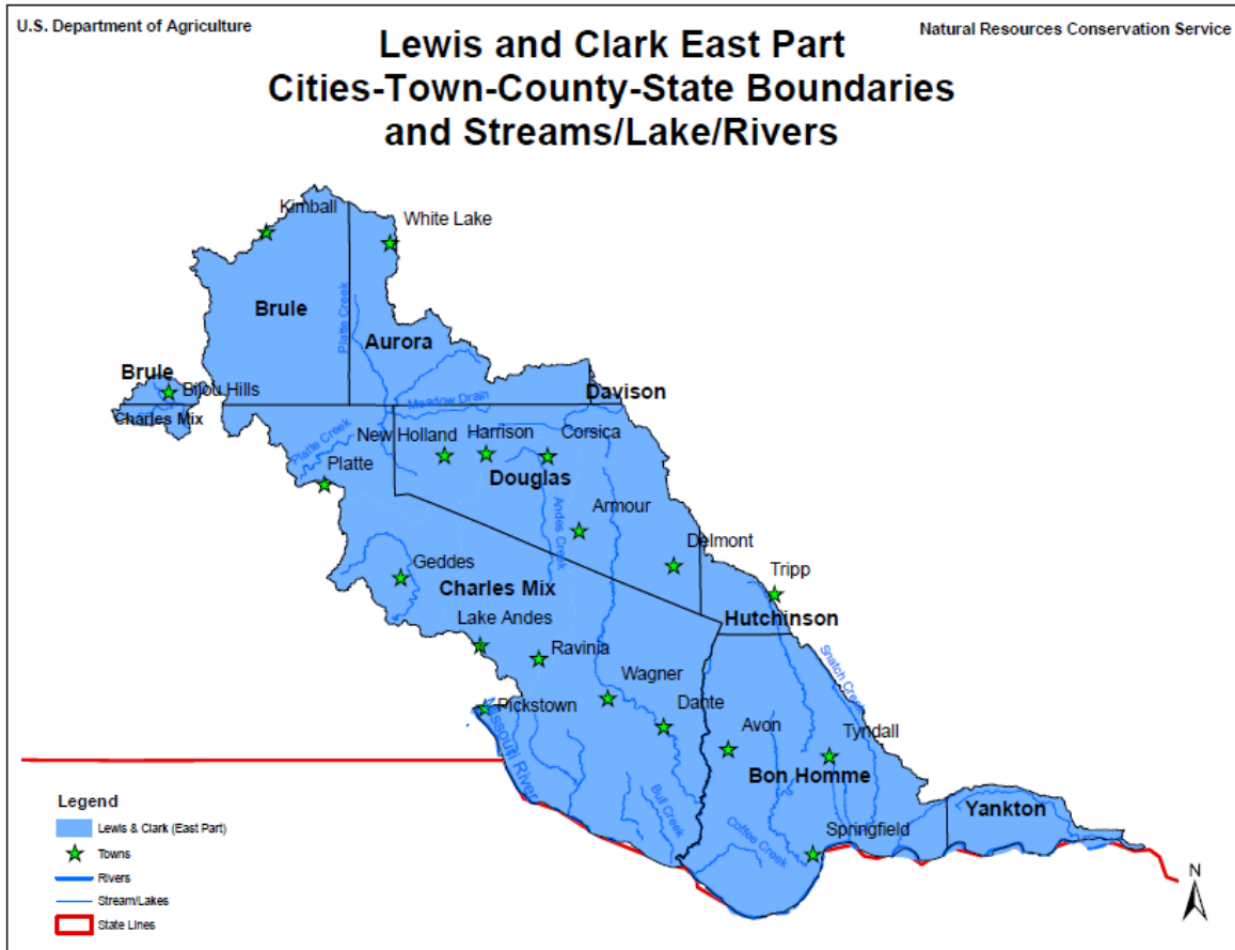 U.S. Department of Agriculture
Natural Resources Conservation Service
Lewis and Clark East Part
Cities-Town-County-State Boundaries
and Streams/Lake/Rivers
Kimball
White Lake
Brule
Platte Creek
Aurora
Brule
Bijou Hills
Charles Mix
Davison
Meadow Drain
Platte Creek
New Holland
Harrison
Corsica
Platte
Douglas
Andes Creek
Armour
Delmont
Geddes
Charles Mix
Tripp
Hutchinson
Lake Andes
Ravinia
Snatch Creek
Wagner
Pickstown
Dante
Missouri River
Avon
Tyndall
Bon Homme
Bull Creek
Coffee Creek
Springfield
Yankton
Legend
Lewis & Clark (East Part)
Towns
Rivers
Stream/Lakes
State Lines
N